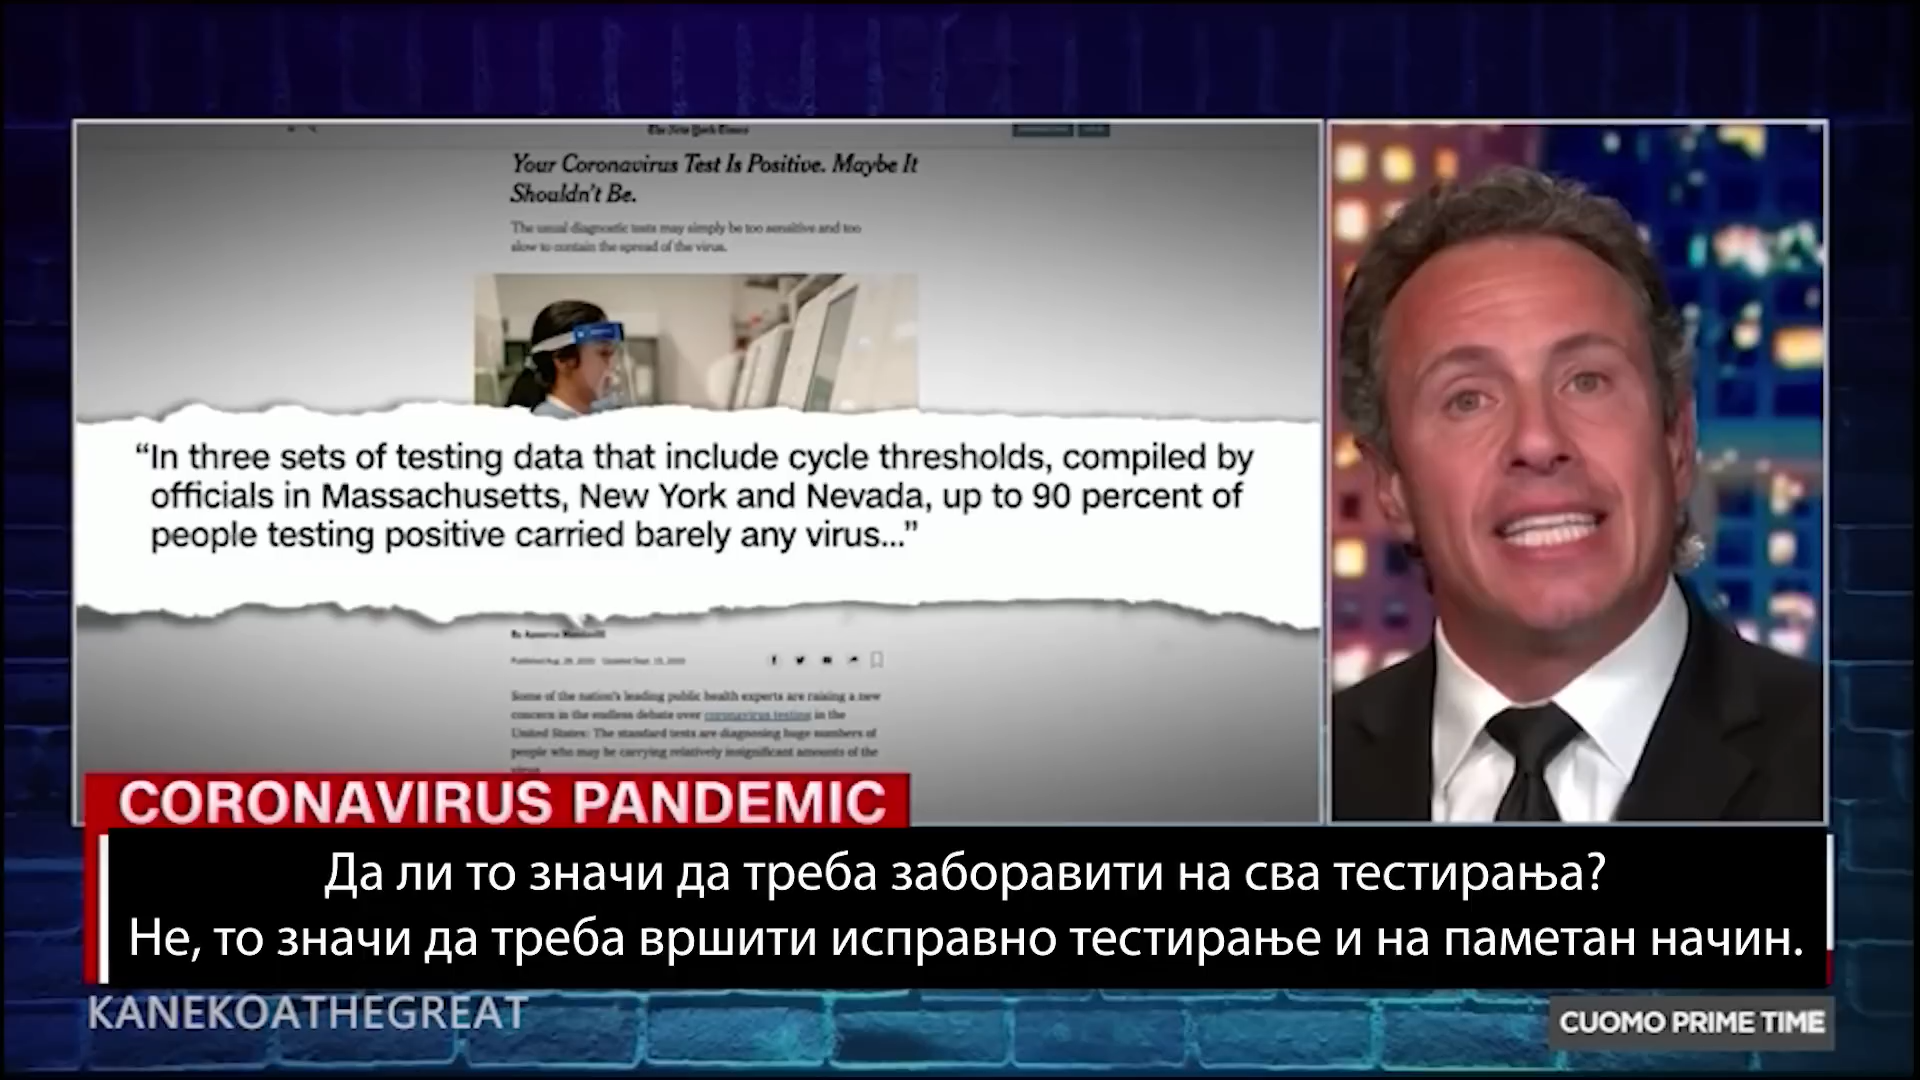 The New York Times
Your Coronavirus Test Is Positive. Maybe It
Shouldn't Be.
The usual diagnostic tests may simply be too sensitive and too
slow to contain the spread of the virus.
“In three sets of testing data that include cycle thresholds, compiled by
officials in Massachusetts, New York and Nevada, up to 90 percent of
people testing positive carried barely any virus...”
Some of the nation's leading public health experts are raising a new
concern in the endless debate over coronavirus testing in the
United States: The standard tests are diagnosing huge numbers of
people who may be carrying relatively insignificant amounts of the
virus.
CORONAVIRUS PANDEMIC
Да ли то значи да треба заборавити на сва тестирања?
Не, то значи да треба вршити исправно тестирање и на паметан начин.
KANEKOATHEGREAT
CUOMO PRIME TIME